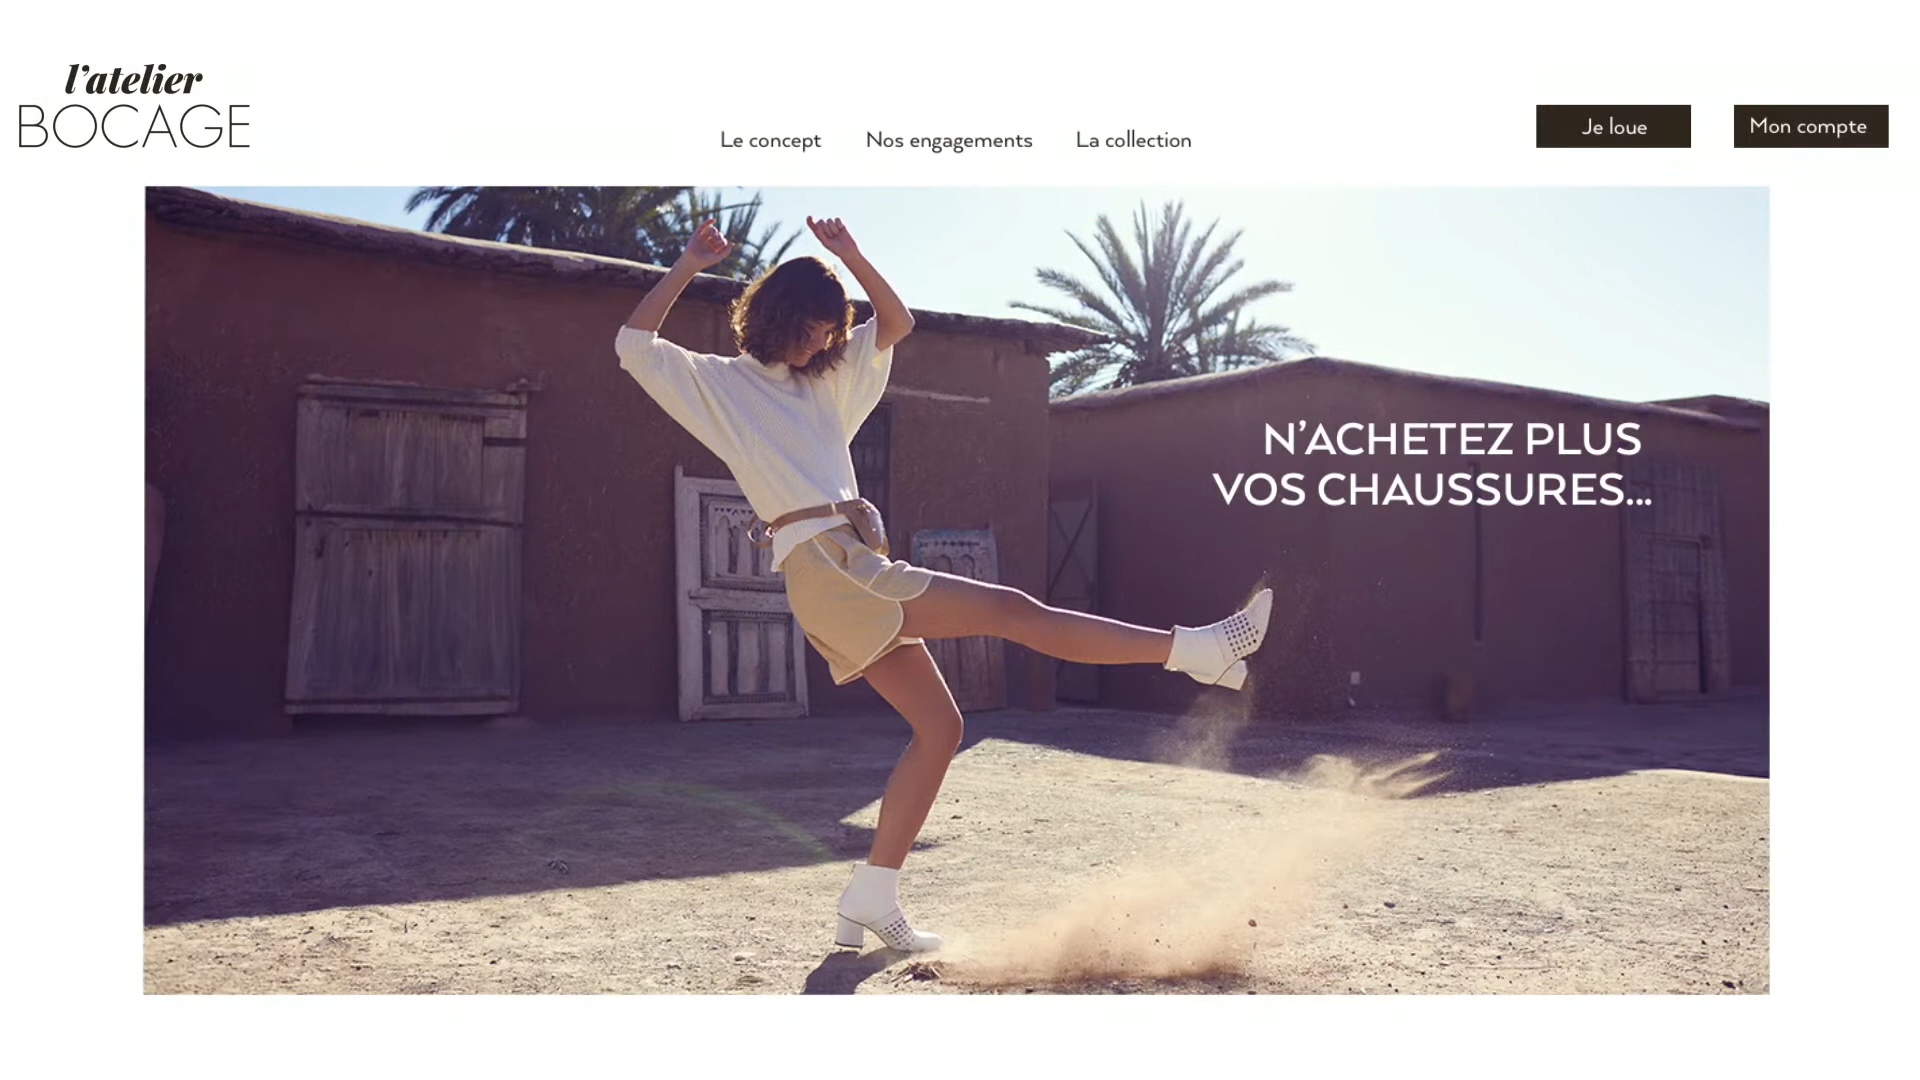 l'atelier
BOCAGE
Le concept
Nos engagements
La collection
Je loue
Mon compte
N'ACHETEZ PLUS
VOS CHAUSSURES...